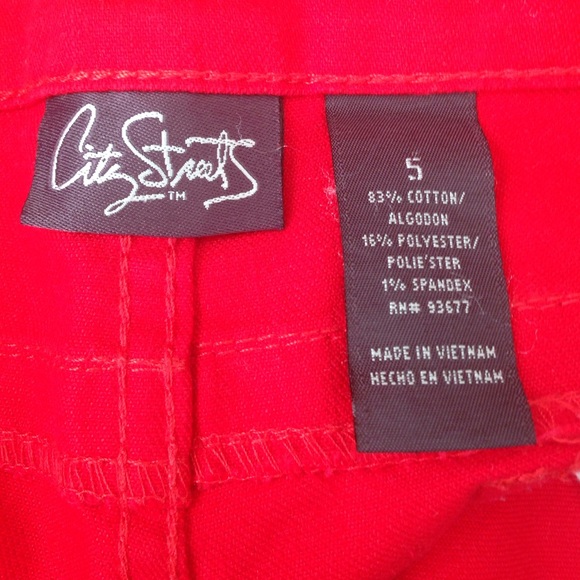 City Streets
TM
5
83% COTTON/
ALGODON
16% POLYESTER/
POLIE'STER
1% SPANDEX
RN# 93677
MADE IN VIETNAM
HECHO EN VIETNAM